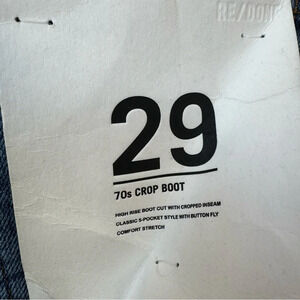 RE/DONE
29
70s CROP BOOT
HIGH RISE BOOT CUT WITH CROPPED INSEAM
CLASSIC 5-POCKET STYLE WITH BUTTON FLY
COMFORT STRETCH